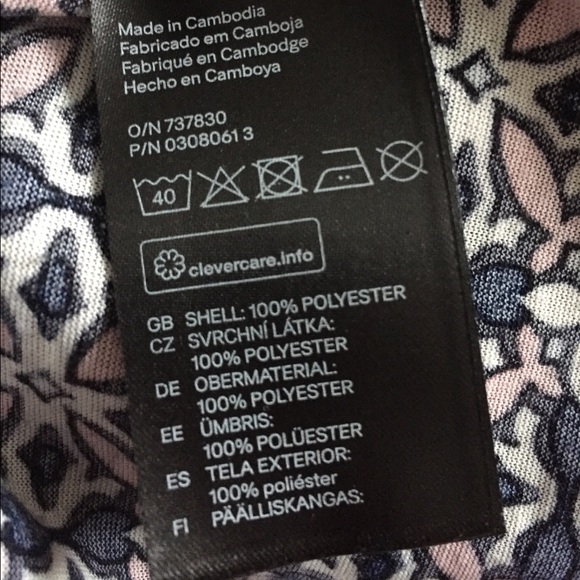 Made in Cambodia
Fabricado em Camboja
Fabriqué en Cambodge
Hecho en Camboya
O/N 737830
P/N 0308061 3
40
clevercare.info
GB SHELL: 100% POLYESTER
CZ SVRCHNÍ LÁTKA:
100% POLYESTER
DE OBERMATERIAL:
100% POLYESTER
EE ÜMBRIS:
100% POLÜESTER
ES TELA EXTERIOR:
100% poliéster
FI PÄÄLLISKANGAS: